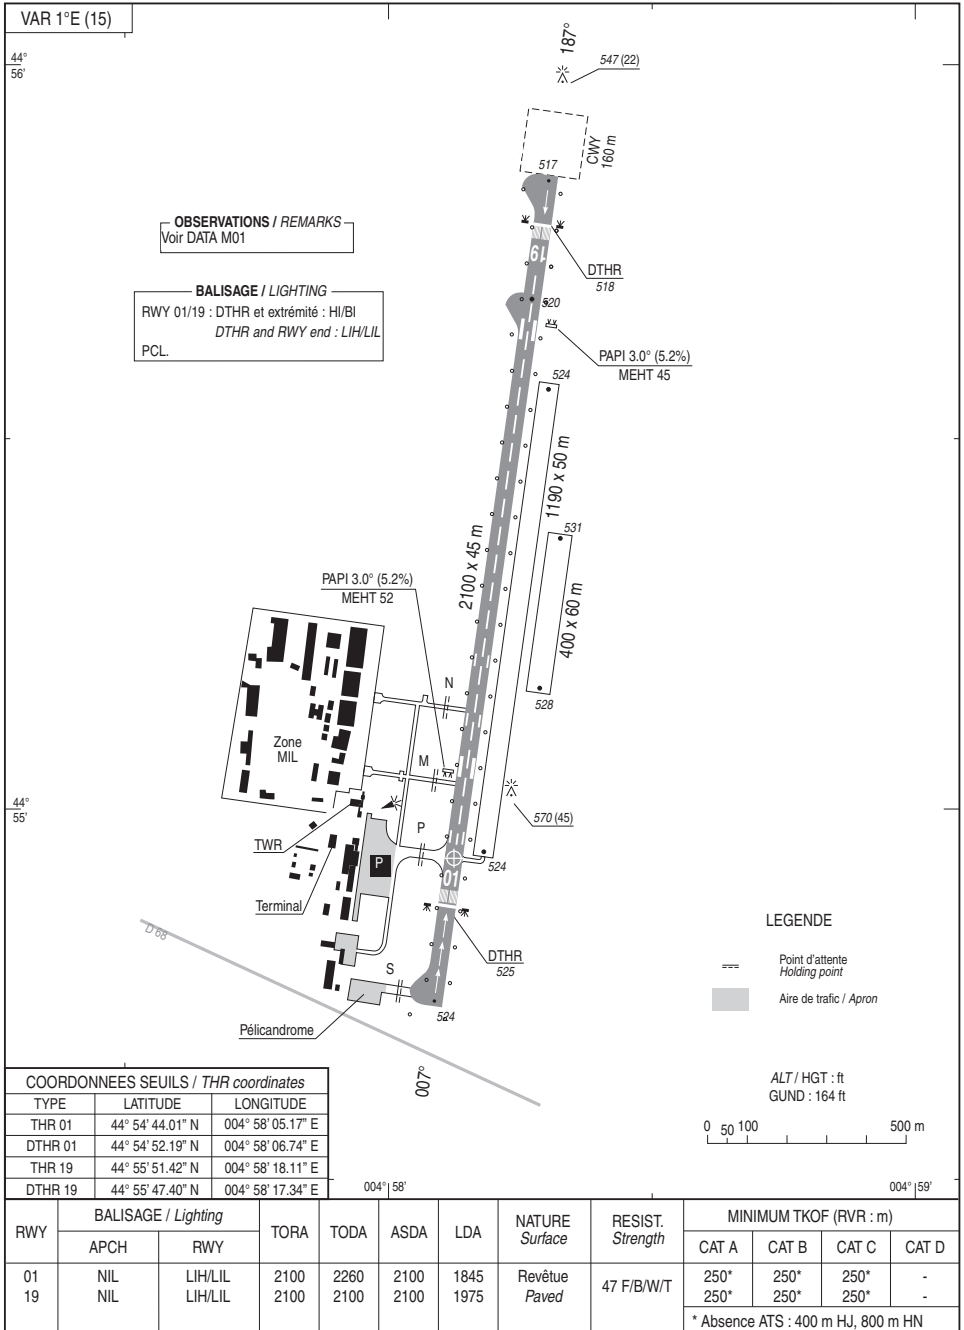 VAR 1°E (15)
44°
56'
187°
547 (22)
CWY
160 m
517
OBSERVATIONS / REMARKS
Voir DATA M01
19
DTHR
518
BALISAGE / LIGHTING
RWY 01/19 : DTHR et extrémité : HI/BI
DTHR and RWY end : LIH/LIL
PCL.
520
PAPI 3.0° (5.2%)
MEHT 45
524
1190 x 50 m
531
2100 x 45 m
400 x 60 m
PAPI 3.0° (5.2%)
MEHT 52
N
528
Zone
MIL
M
44°
55'
570 (45)
TWR
P
P
524
01
Terminal
D 68
LEGENDE
DTHR
525
Point d'attente
Holding point
S
Aire de trafic / Apron
524
Pélicandrome
007°
ALT / HGT : ft
GUND : 164 ft
0 50 100 500 m
COORDONNEES SEUILS / THR coordinates
TYPE LATITUDE LONGITUDE
THR 01 44° 54' 44.01" N 004° 58' 05.17" E
DTHR 01 44° 54' 52.19" N 004° 58' 06.74" E
THR 19 44° 55' 51.42" N 004° 58' 18.11" E
DTHR 19 44° 55' 47.40" N 004° 58' 17.34" E
004° 58' 004° 59'
RWY BALISAGE / Lighting TORA TODA ASDA LDA NATURE Surface RESIST. Strength MINIMUM TKOF (RVR : m)
APCH RWY CAT A CAT B CAT C CAT D
01 NIL LIH/LIL 2100 2260 2100 1845 Revêtue 47 F/B/W/T 250* 250* 250* -
19 NIL LIH/LIL 2100 2100 2100 1975 Paved 250* 250* 250* -
* Absence ATS : 400 m HJ, 800 m HN